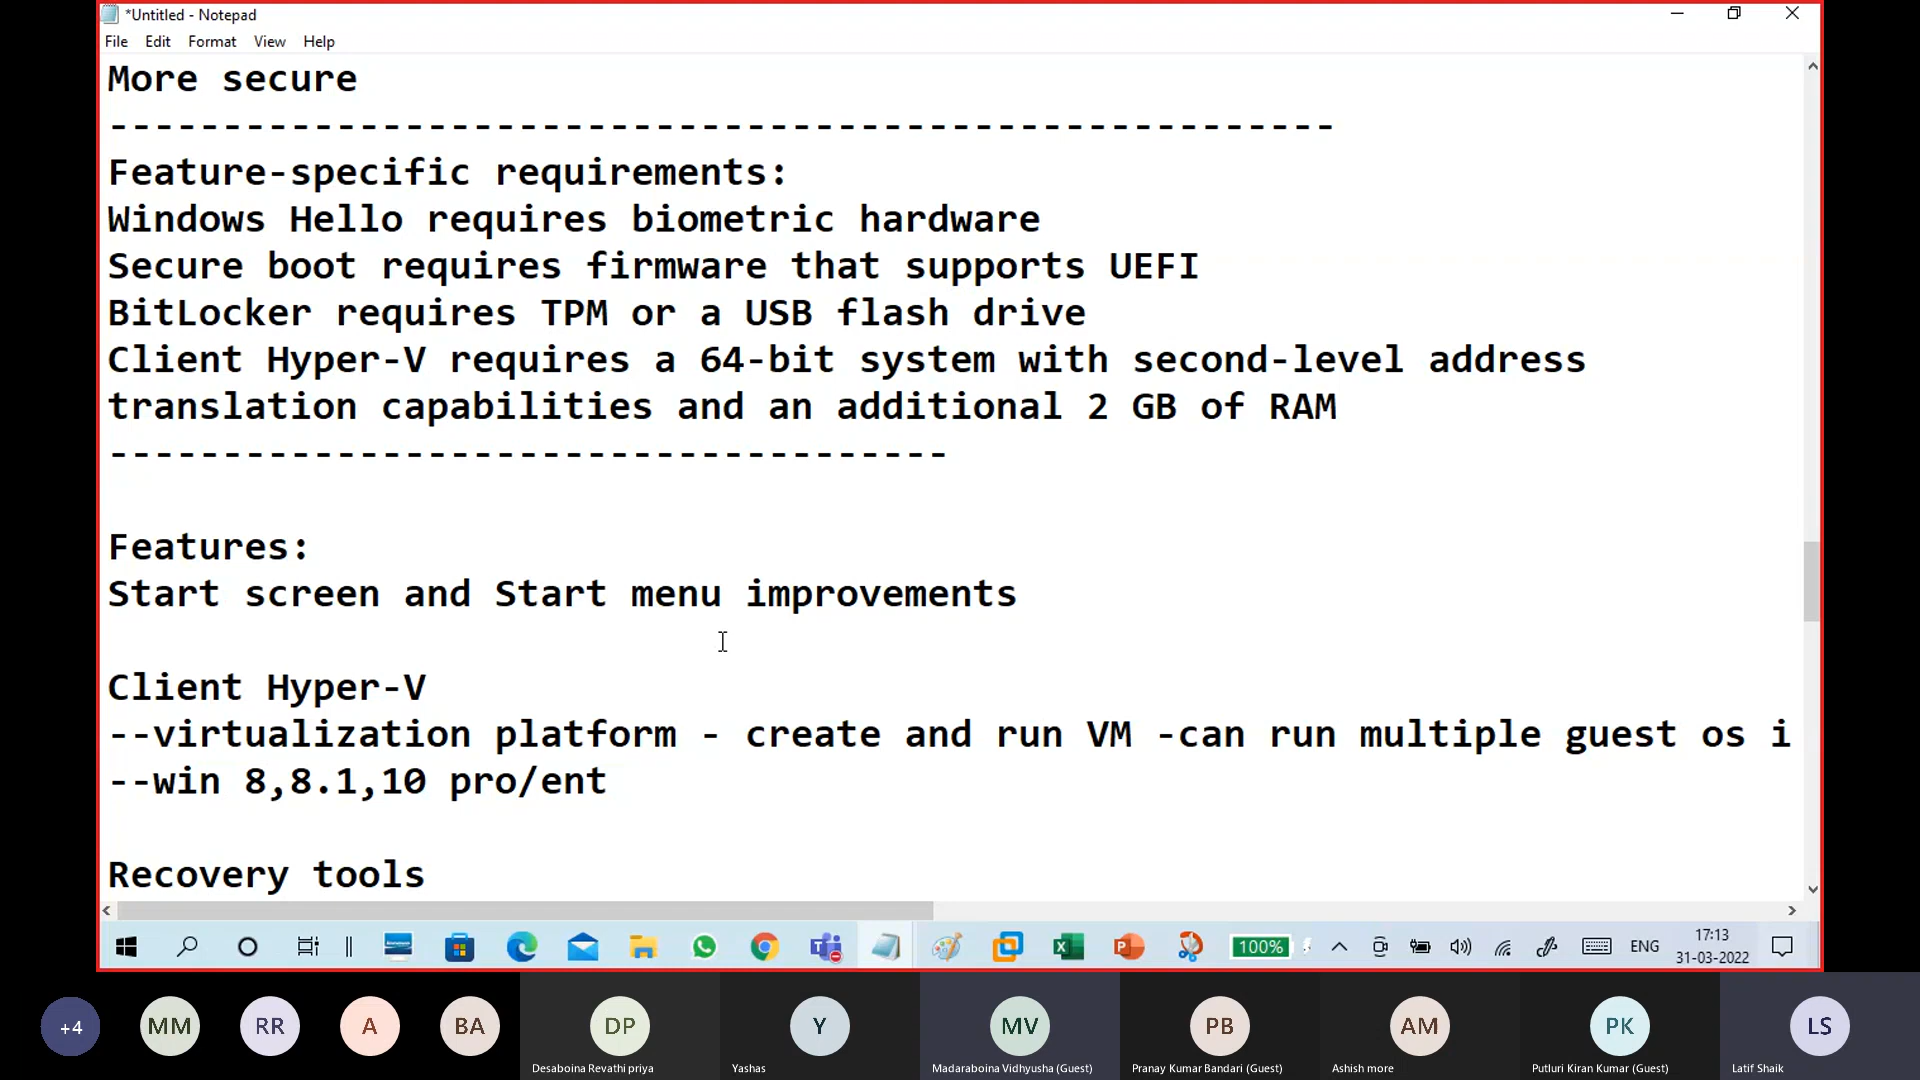 *Untitled - Notepad
File Edit Format View Help
More secure
------------------------------------------------------
Feature-specific requirements:
Windows Hello requires biometric hardware
Secure boot requires firmware that supports UEFI
BitLocker requires TPM or a USB flash drive
Client Hyper-V requires a 64-bit system with second-level address
translation capabilities and an additional 2 GB of RAM
-------------------------------------
Features:
Start screen and Start menu improvements
Client Hyper-V
--virtualization platform - create and run VM -can run multiple guest os i
--win 8,8.1,10 pro/ent
Recovery tools
100% ENG 17:13
31-03-2022
+4 MM RR A BA DP Y MV PB AM PK LS
Desaboina Revathi priya Yashas Madaraboina Vidhyusha (Guest) Pranay Kumar Bandari (Guest) Ashish more Putluri Kiran Kumar (Guest) Latif Shaik